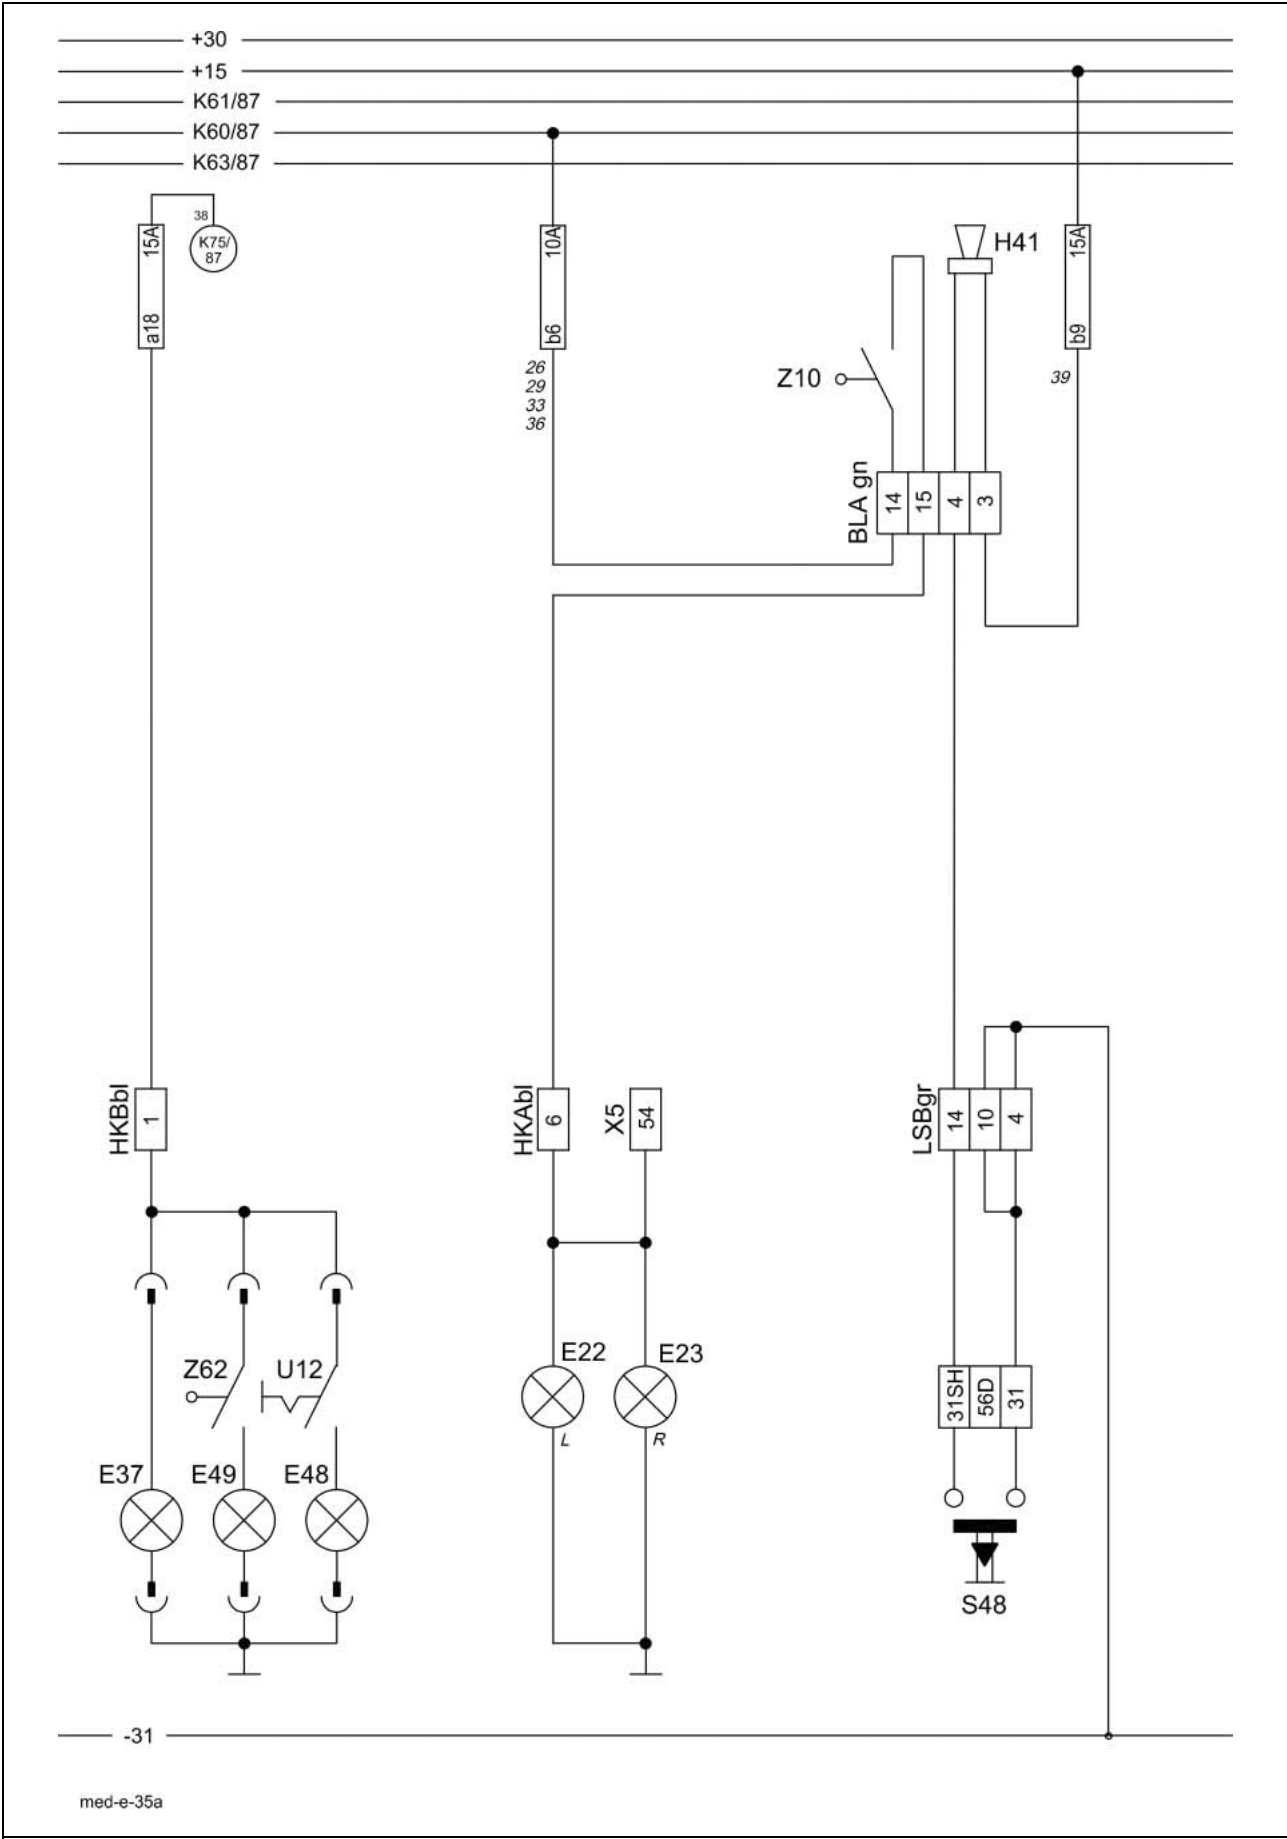 +30
+15
K61/87
K60/87
K63/87
38
K75/
87
15A
a18
10A
b6
26
29
33
36
H41
15A
b9
39
Z10
BLA gn
14
15
4
3
HKBbl
1
HKAbl
6
X5
54
LSBgr
14
10
4
Z62
U12
E22
E23
L
R
31SH
56D
31
E37
E49
E48
S48
-31
med-e-35a